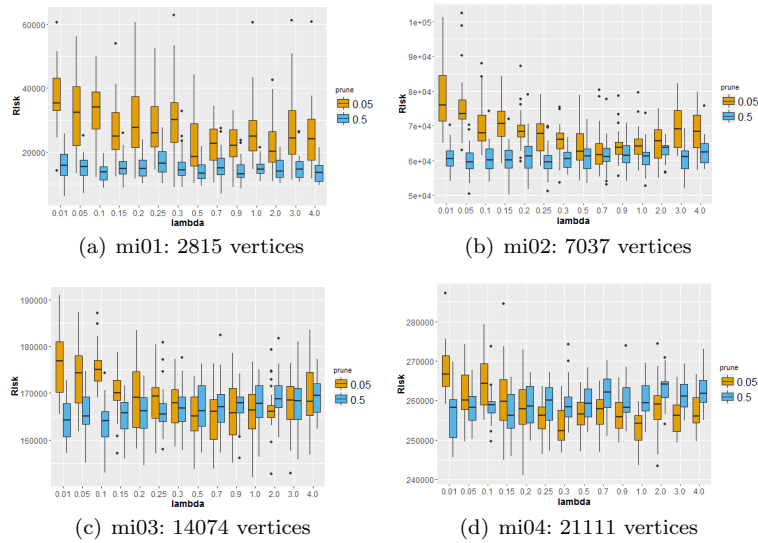 60000
40000
20000
Risk
0.01 0.05 0.1 0.15 0.2 0.25 0.3 0.5 0.7 0.9 1.0 2.0 3.0 4.0
lambda
prune
0.05
0.5
(a) mi01: 2815 vertices
1e+05
9e+04
8e+04
7e+04
6e+04
5e+04
Risk
0.01 0.05 0.1 0.15 0.2 0.25 0.3 0.5 0.7 0.9 1.0 2.0 3.0 4.0
lambda
prune
0.05
0.5
(b) mi02: 7037 vertices
190000
180000
170000
160000
Risk
0.01 0.05 0.1 0.15 0.2 0.25 0.3 0.5 0.7 0.9 1.0 2.0 3.0 4.0
lambda
prune
0.05
0.5
(c) mi03: 14074 vertices
280000
270000
260000
250000
240000
Risk
0.01 0.05 0.1 0.15 0.2 0.25 0.3 0.5 0.7 0.9 1.0 2.0 3.0 4.0
lambda
prune
0.05
0.5
(d) mi04: 21111 vertices